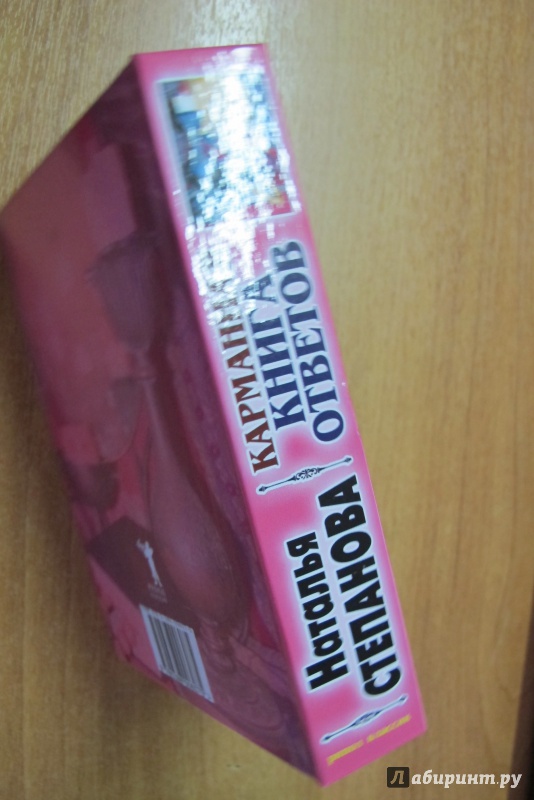 Наталья
СТЕПАНОВА
КАРМАННАЯ
КНИГА
ОТВЕТОВ
Лабиринт.ру